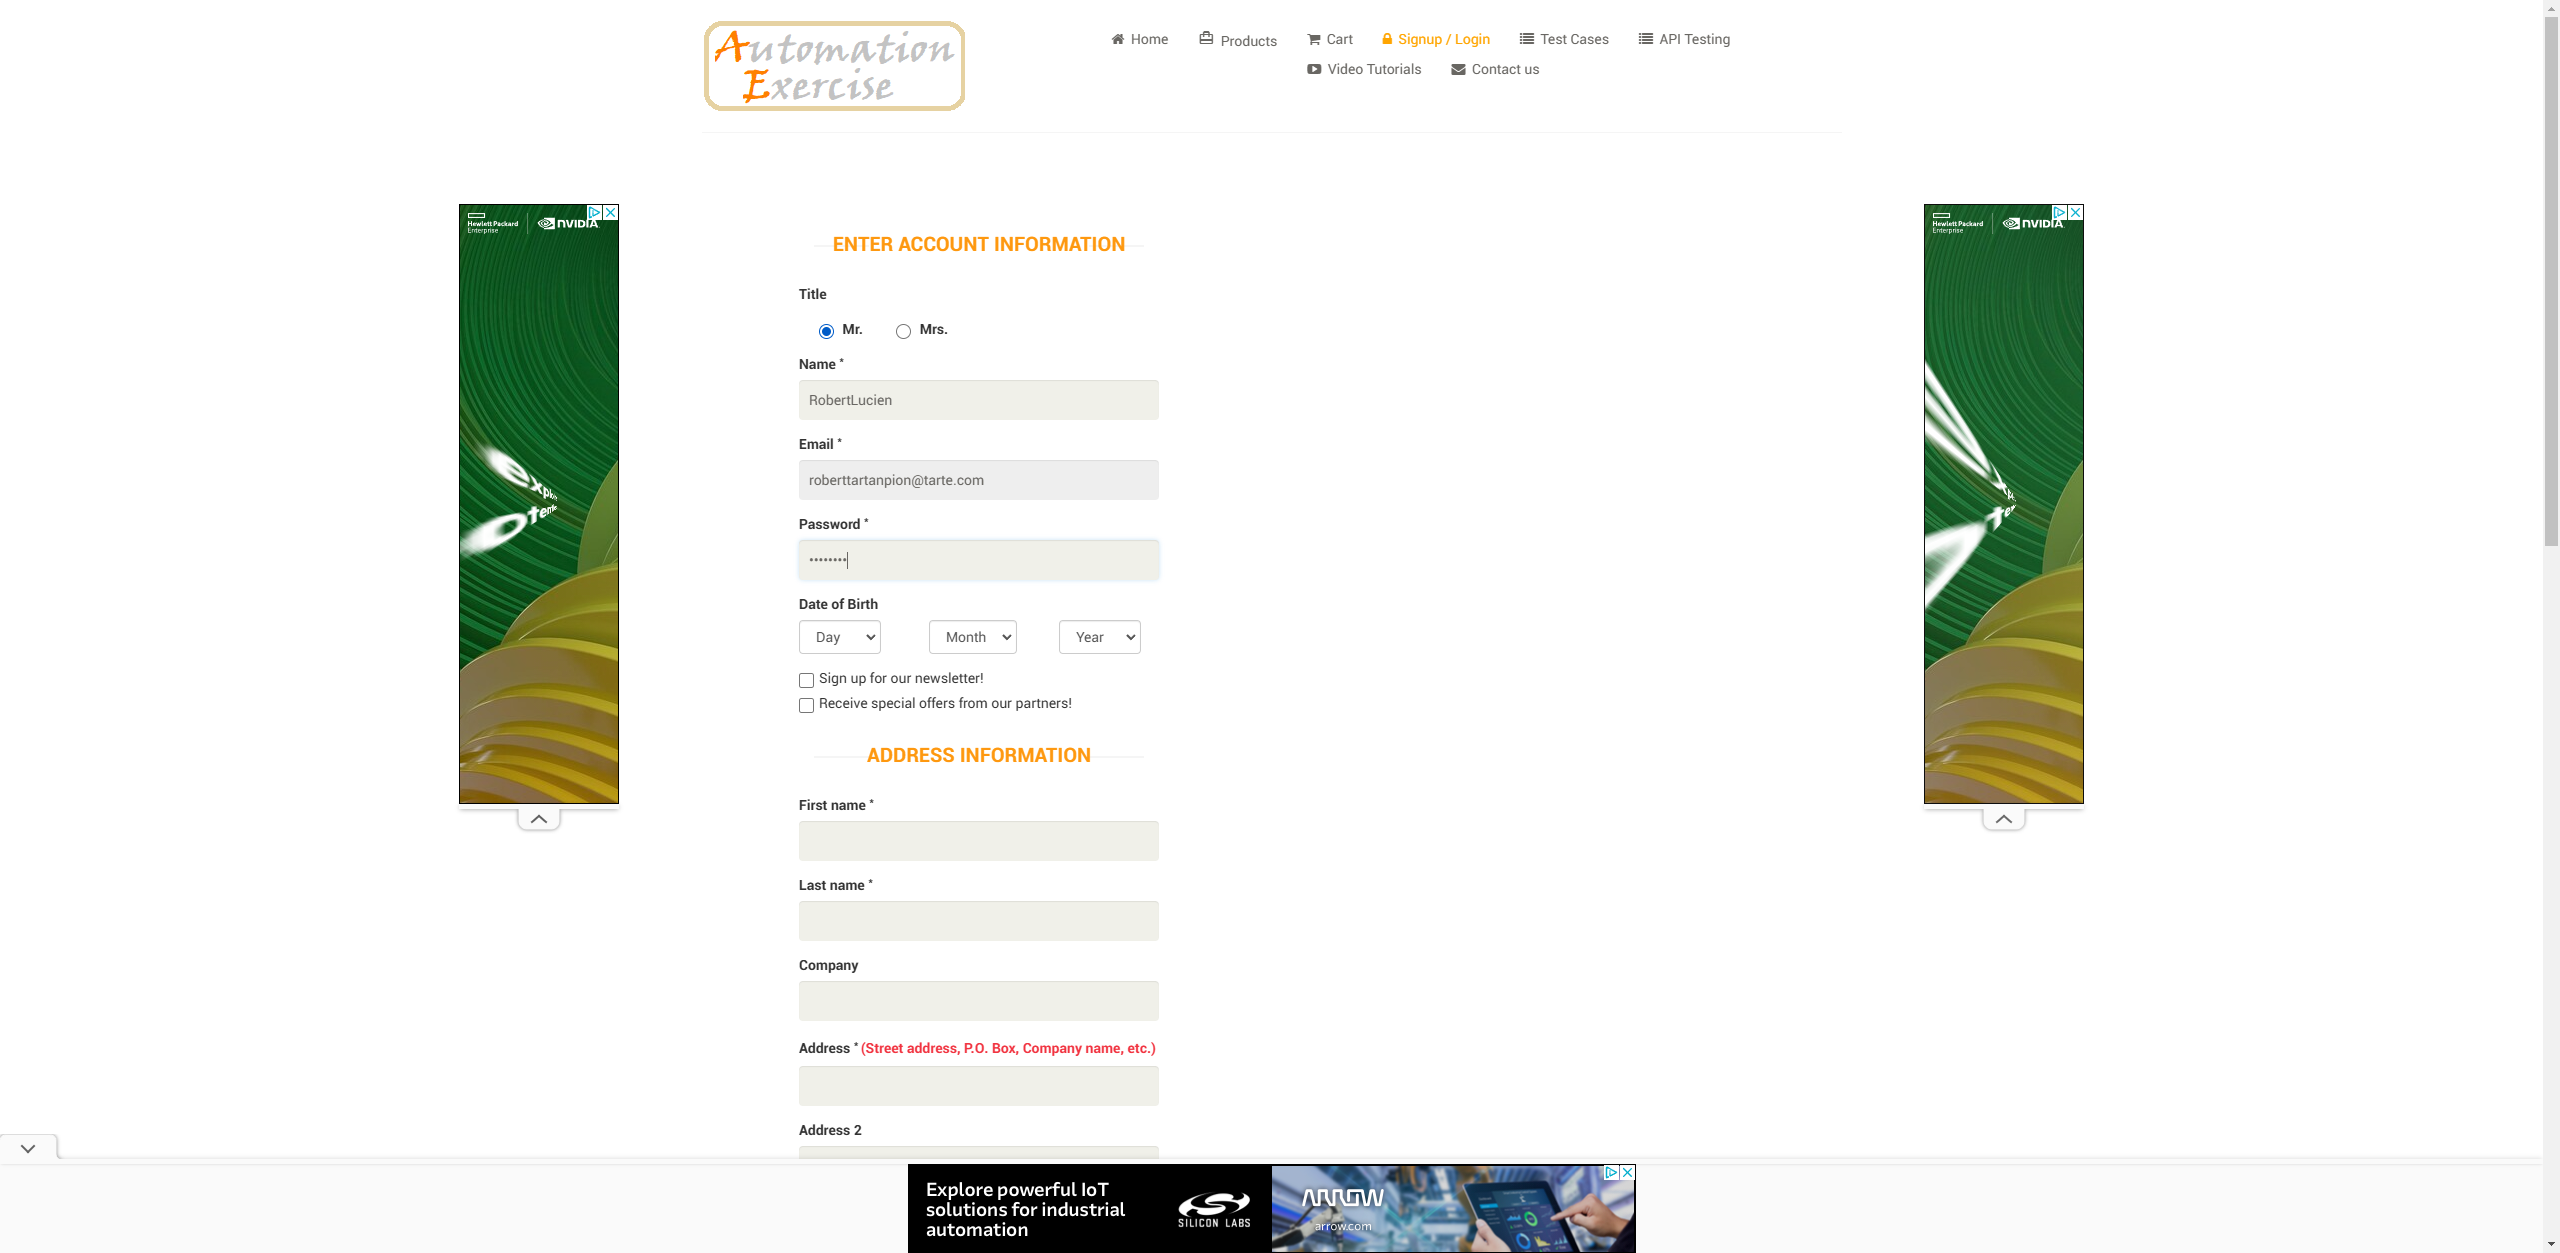 Automation
Exercise
Home
Products
Cart
Signup / Login
Test Cases
API Testing
Video Tutorials
Contact us
Hewlett Packard
Enterprise
NVIDIA
Hewlett Packard
Enterprise
NVIDIA
ENTER ACCOUNT INFORMATION
Title
Mr.
Mrs.
Name *
RobertLucien
Email *
roberttartanpion@tarte.com
Password *
••••••••
Date of Birth
Day
Month
Year
Sign up for our newsletter!
Receive special offers from our partners!
ADDRESS INFORMATION
First name *
Last name *
Company
Address * (Street address, P.O. Box, Company name, etc.)
Address 2
Explore powerful IoT
solutions for industrial
automation
SILICON LABS
ARROW
arrow.com